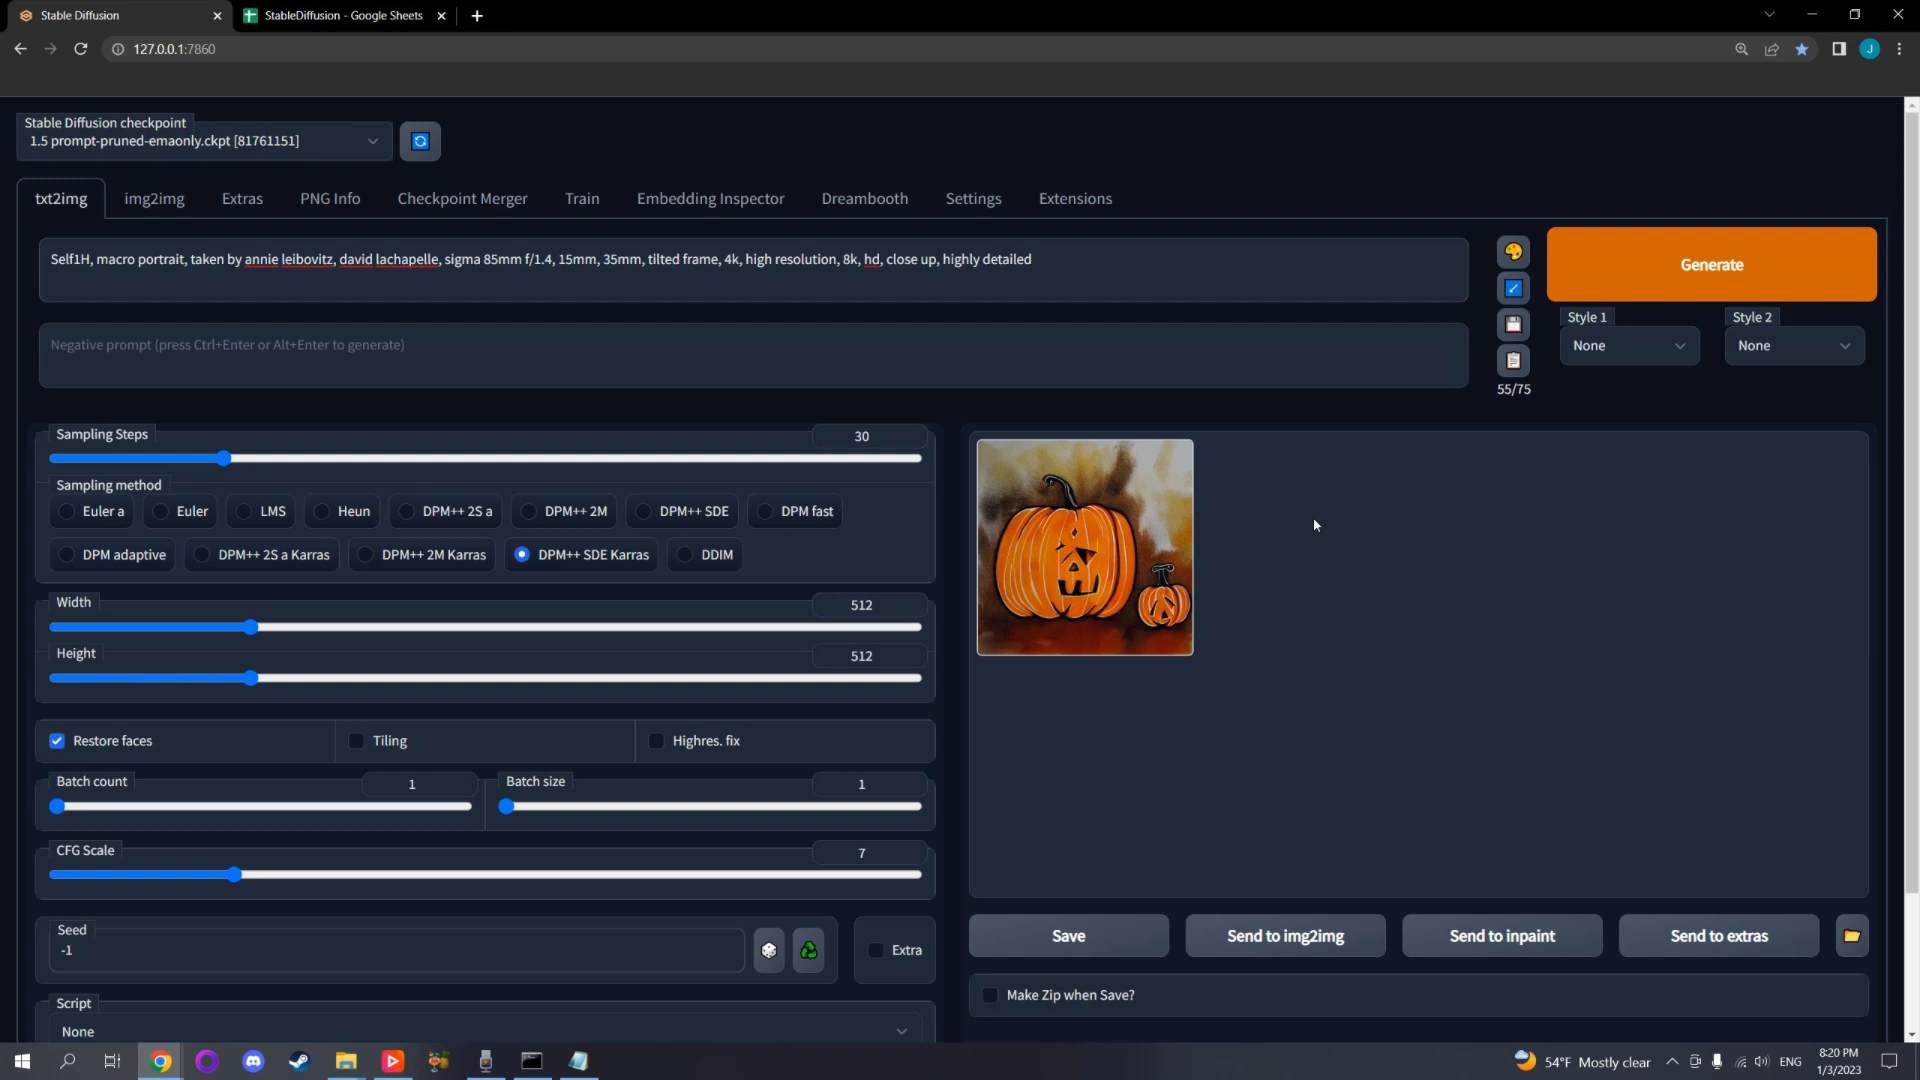 Stable Diffusion
StableDiffusion - Google Sheets
127.0.0.1:7860
J
Stable Diffusion checkpoint
1.5 prompt-pruned-emaonly.ckpt [81761151]
txt2img
img2img
Extras
PNG Info
Checkpoint Merger
Train
Embedding Inspector
Dreambooth
Settings
Extensions
Self1H, macro portrait, taken by annie leibovitz, david lachapelle, sigma 85mm f/1.4, 15mm, 35mm, tilted frame, 4k, high resolution, 8k, hd, close up, highly detailed
Generate
Style 1
Style 2
Negative prompt (press Ctrl+Enter or Alt+Enter to generate)
None
None
55/75
Sampling Steps
30
Sampling method
Euler a
Euler
LMS
Heun
DPM++ 2S a
DPM++ 2M
DPM++ SDE
DPM fast
DPM adaptive
DPM++ 2S a Karras
DPM++ 2M Karras
DPM++ SDE Karras
DDIM
Width
512
Height
512
Restore faces
Tiling
Highres. fix
Batch count
1
Batch size
1
CFG Scale
7
Seed
-1
Extra
Script
None
Save
Send to img2img
Send to inpaint
Send to extras
Make Zip when Save?
54°F Mostly clear
ENG
8:20 PM
1/3/2023